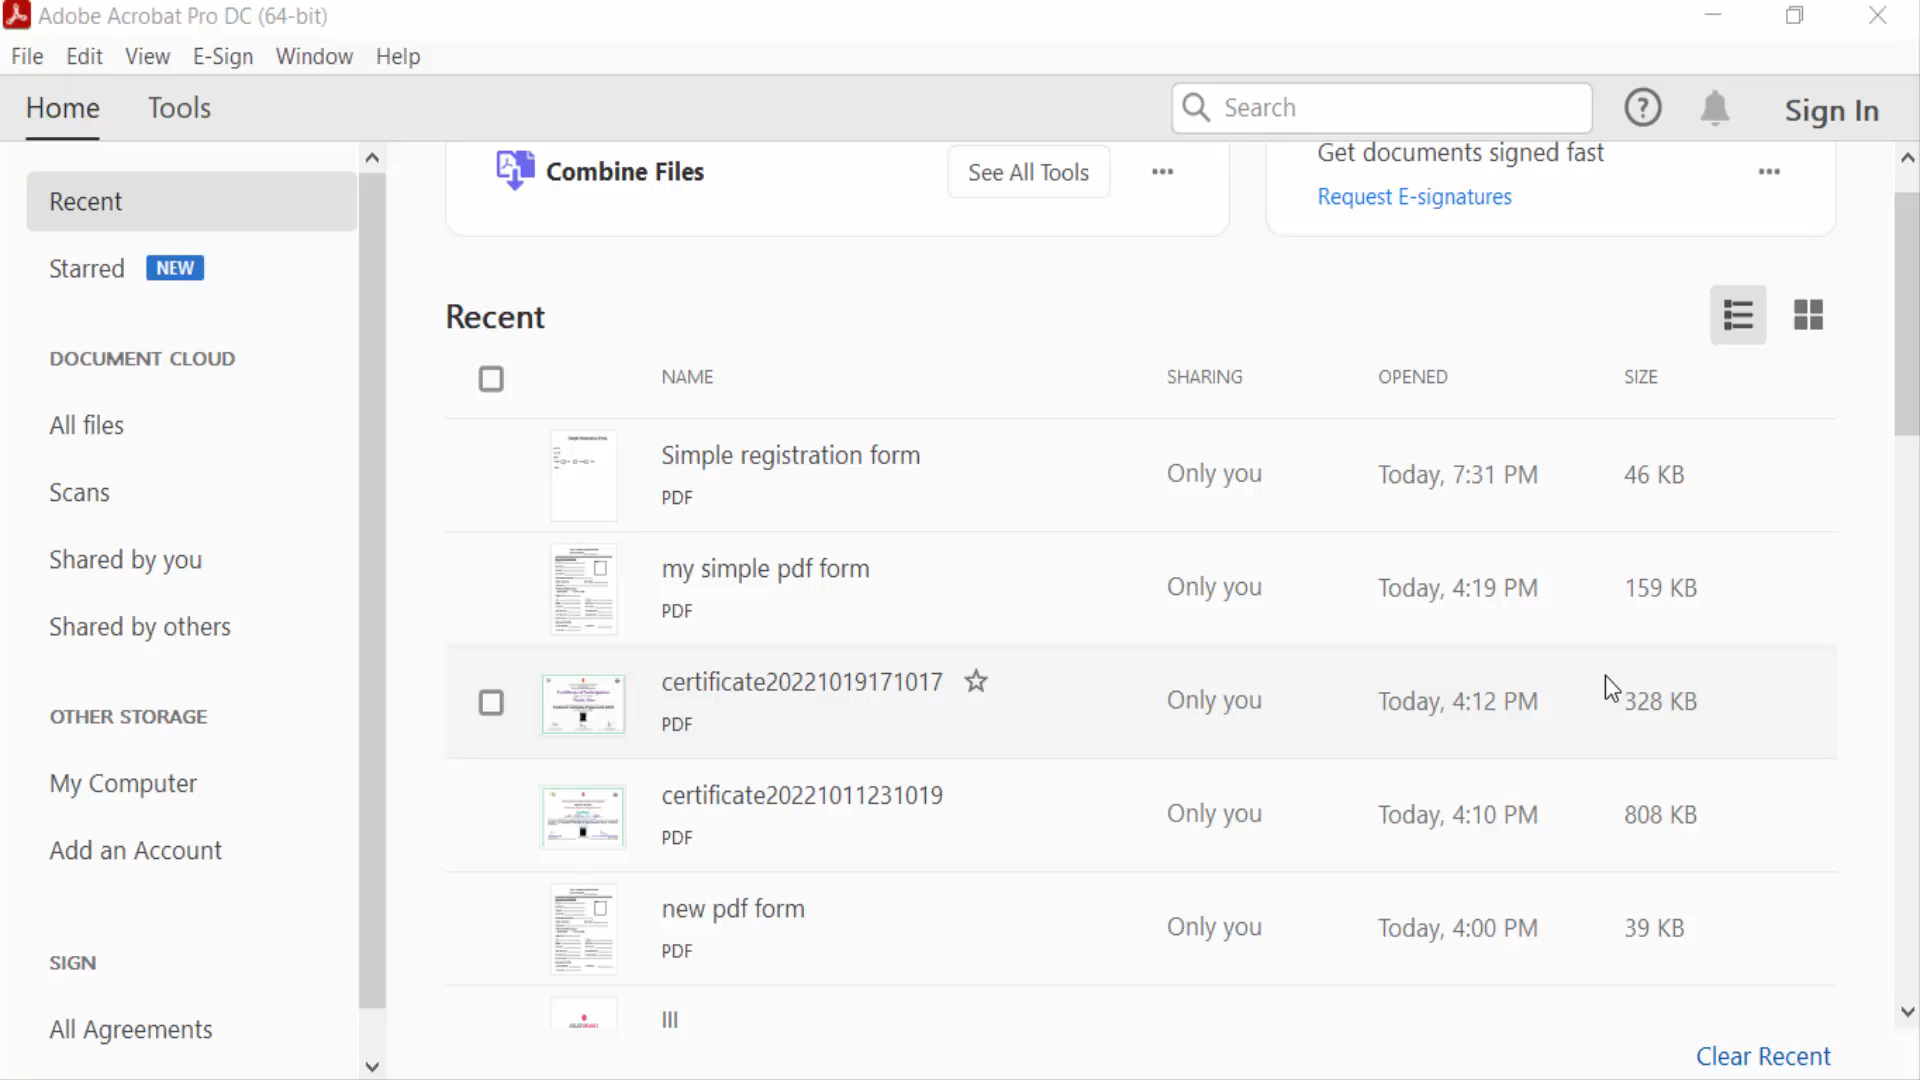 Adobe Acrobat Pro DC (64-bit)
File Edit View E-Sign Window Help
Home Tools Search Sign In
Combine Files See All Tools
Get documents signed fast
Request E-signatures
Recent
Starred NEW
DOCUMENT CLOUD
All files
Scans
Shared by you
Shared by others
OTHER STORAGE
My Computer
Add an Account
SIGN
All Agreements
Recent
NAME SHARING OPENED SIZE
Simple registration form
PDF
Only you Today, 7:31 PM 46 KB
my simple pdf form
PDF
Only you Today, 4:19 PM 159 KB
certificate20221019171017
PDF
Only you Today, 4:12 PM 328 KB
certificate20221011231019
PDF
Only you Today, 4:10 PM 808 KB
new pdf form
PDF
Only you Today, 4:00 PM 39 KB
Clear Recent